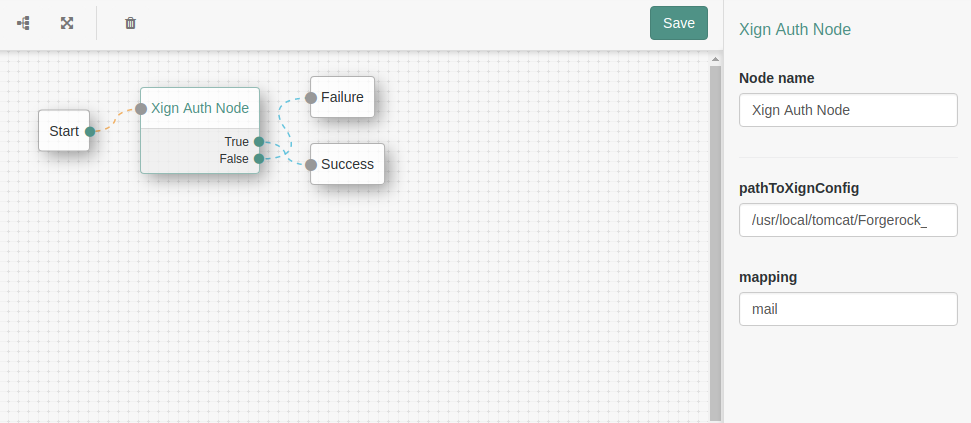 Save
Start
Xign Auth Node
True
False
Failure
Success
Xign Auth Node
Node name
Xign Auth Node
pathToXignConfig
/usr/local/tomcat/Forgerock_
mapping
mail